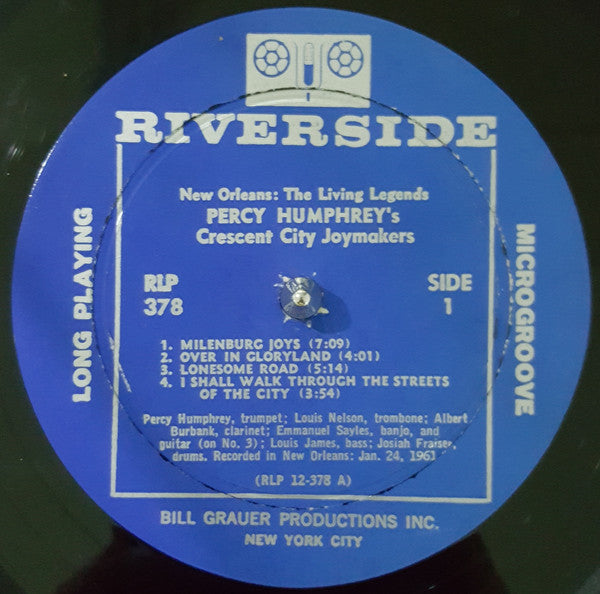 RIVERSIDE
New Orleans: The Living Legends
PERCY HUMPHREY's
Crescent City Joymakers
LONG PLAYING
MICROGROOVE
RLP
378
SIDE
1
1. MILENBURG JOYS (7:09)
2. OVER IN GLORYLAND (4:01)
3. LONESOME ROAD (5:14)
4. I SHALL WALK THROUGH THE STREETS
OF THE CITY (3:54)
Percy Humphrey, trumpet; Louis Nelson, trombone; Albert
Burbank, clarinet; Emmanuel Sayles, banjo, and
guitar (on No. 3); Louis James, bass; Josiah Fraiser,
drums. Recorded in New Orleans: Jan. 24, 1961
(RLP 12-378 A)
BILL GRAUER PRODUCTIONS INC.
NEW YORK CITY